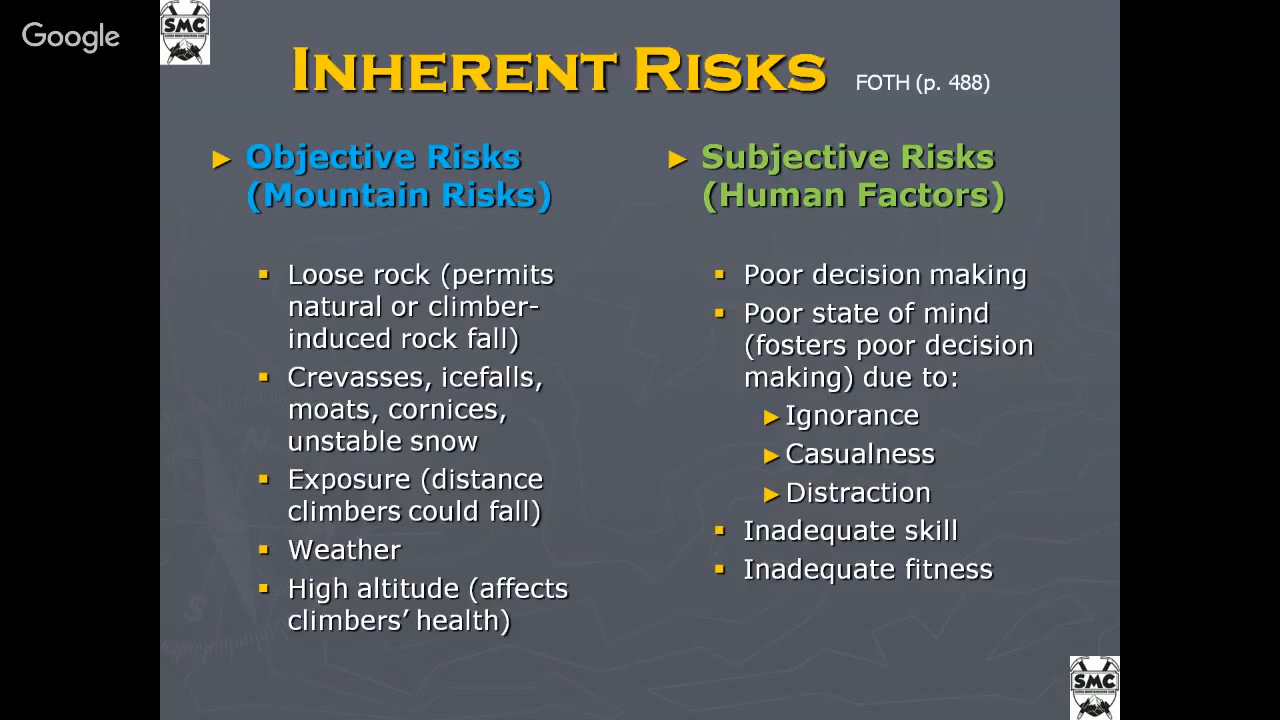 Google
SMC
INHERENT RISKS FOTH (p. 488)
► Objective Risks
(Mountain Risks)
▪ Loose rock (permits
natural or climber-
induced rock fall)
▪ Crevasses, icefalls,
moats, cornices,
unstable snow
▪ Exposure (distance
climbers could fall)
▪ Weather
▪ High altitude (affects
climbers’ health)
► Subjective Risks
(Human Factors)
▪ Poor decision making
▪ Poor state of mind
(fosters poor decision
making) due to:
► Ignorance
► Casualness
► Distraction
▪ Inadequate skill
▪ Inadequate fitness
SMC